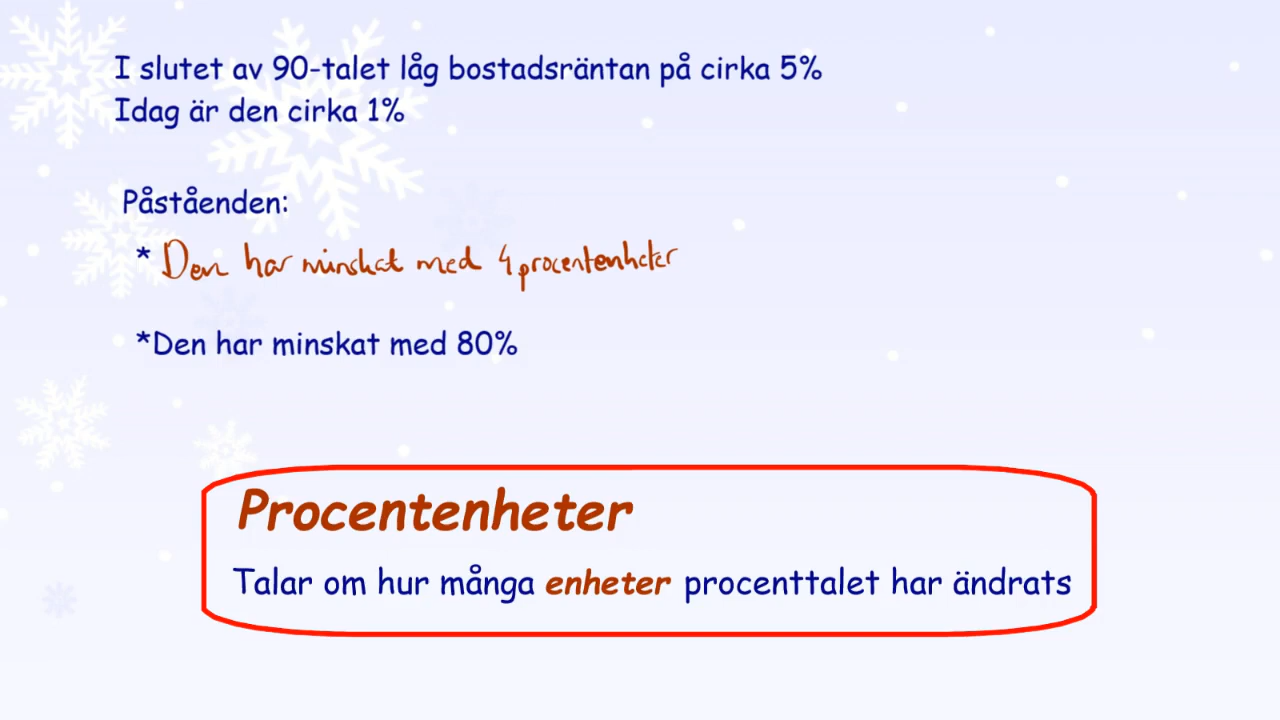 I slutet av 90-talet låg bostadsräntan på cirka 5%
Idag är den cirka 1%
Påståenden:
* Den har minskat med 4 procentenheter
*Den har minskat med 80%
Procentenheter
Talar om hur många enheter procenttalet har ändrats